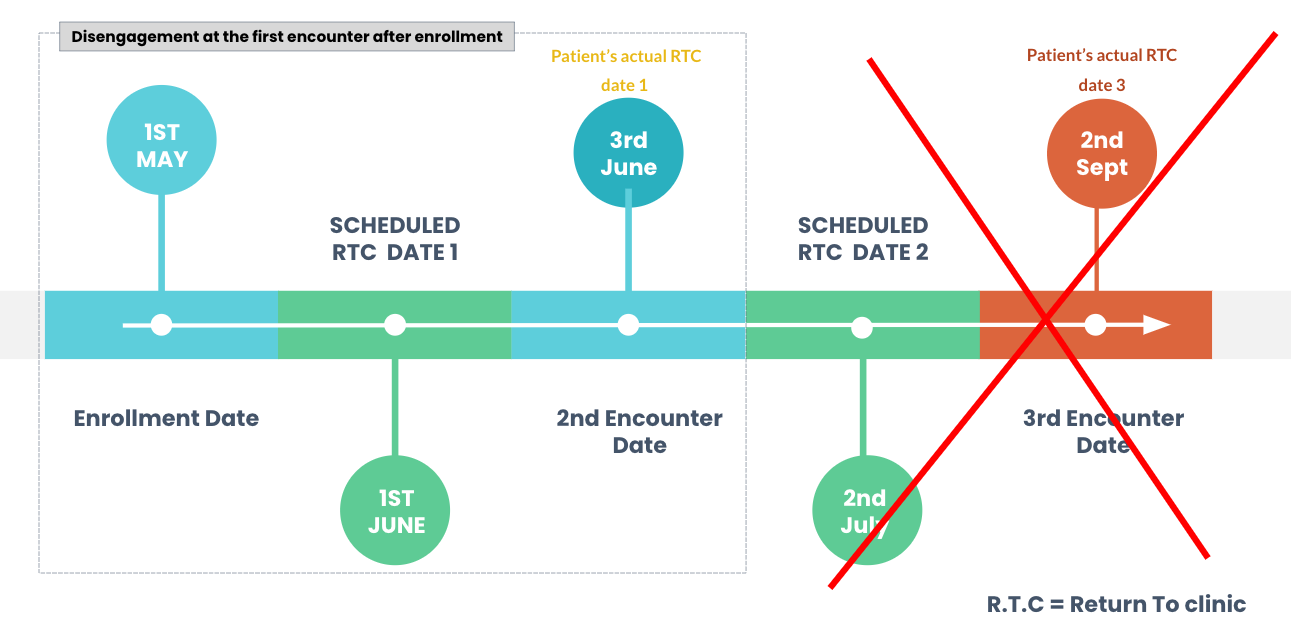 Disengagement at the first encounter after enrollment
Patient's actual RTC
date 1
Patient's actual RTC
date 3
1ST
MAY
3rd
June
2nd
Sept
SCHEDULED
RTC DATE 1
SCHEDULED
RTC DATE 2
Enrollment Date
2nd Encounter
Date
3rd Encounter
Date
1ST
JUNE
2nd
July
R.T.C = Return To clinic